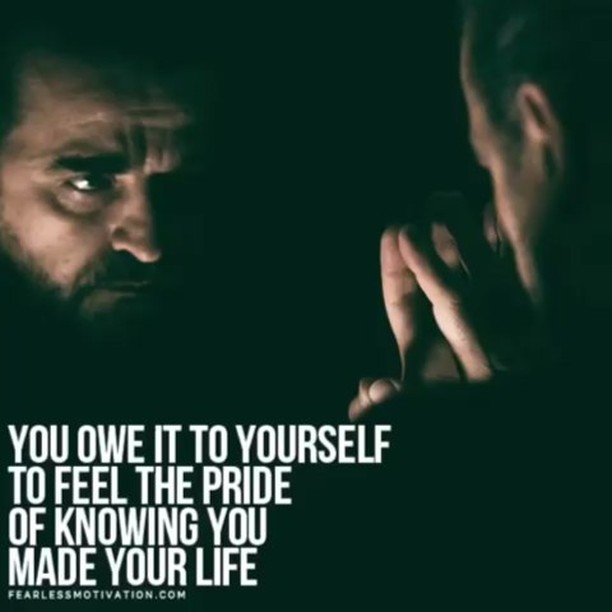 YOU OWE IT TO YOURSELF
TO FEEL THE PRIDE
OF KNOWING YOU
MADE YOUR LIFE
FEARLESSMOTIVATION.COM